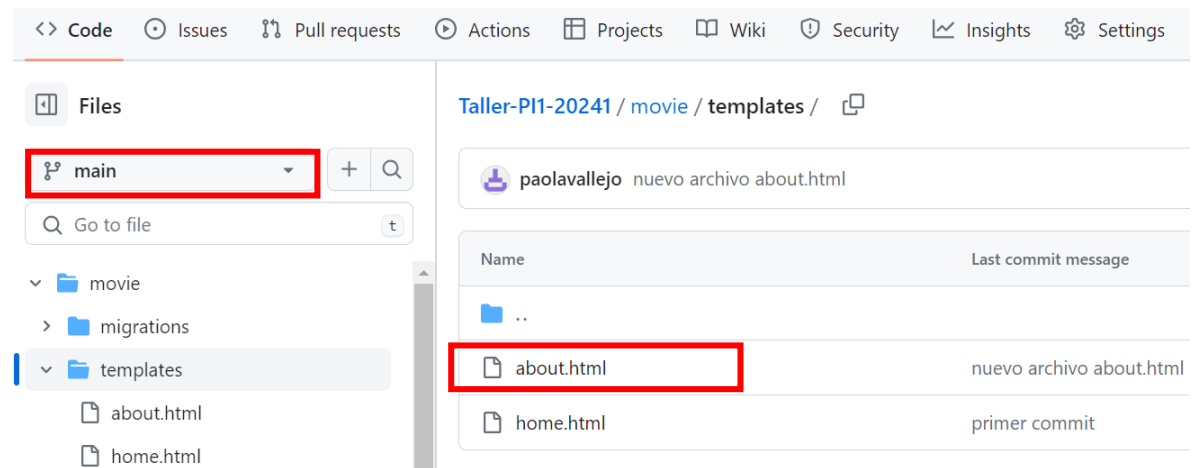 <> Code Issues Pull requests Actions Projects Wiki Security Insights Settings
Files
main
Go to file t
movie
migrations
templates
about.html
home.html
Taller-PI1-20241 / movie / templates /
paolavallejo nuevo archivo about.html
Name Last commit message
..
about.html nuevo archivo about.html
home.html primer commit